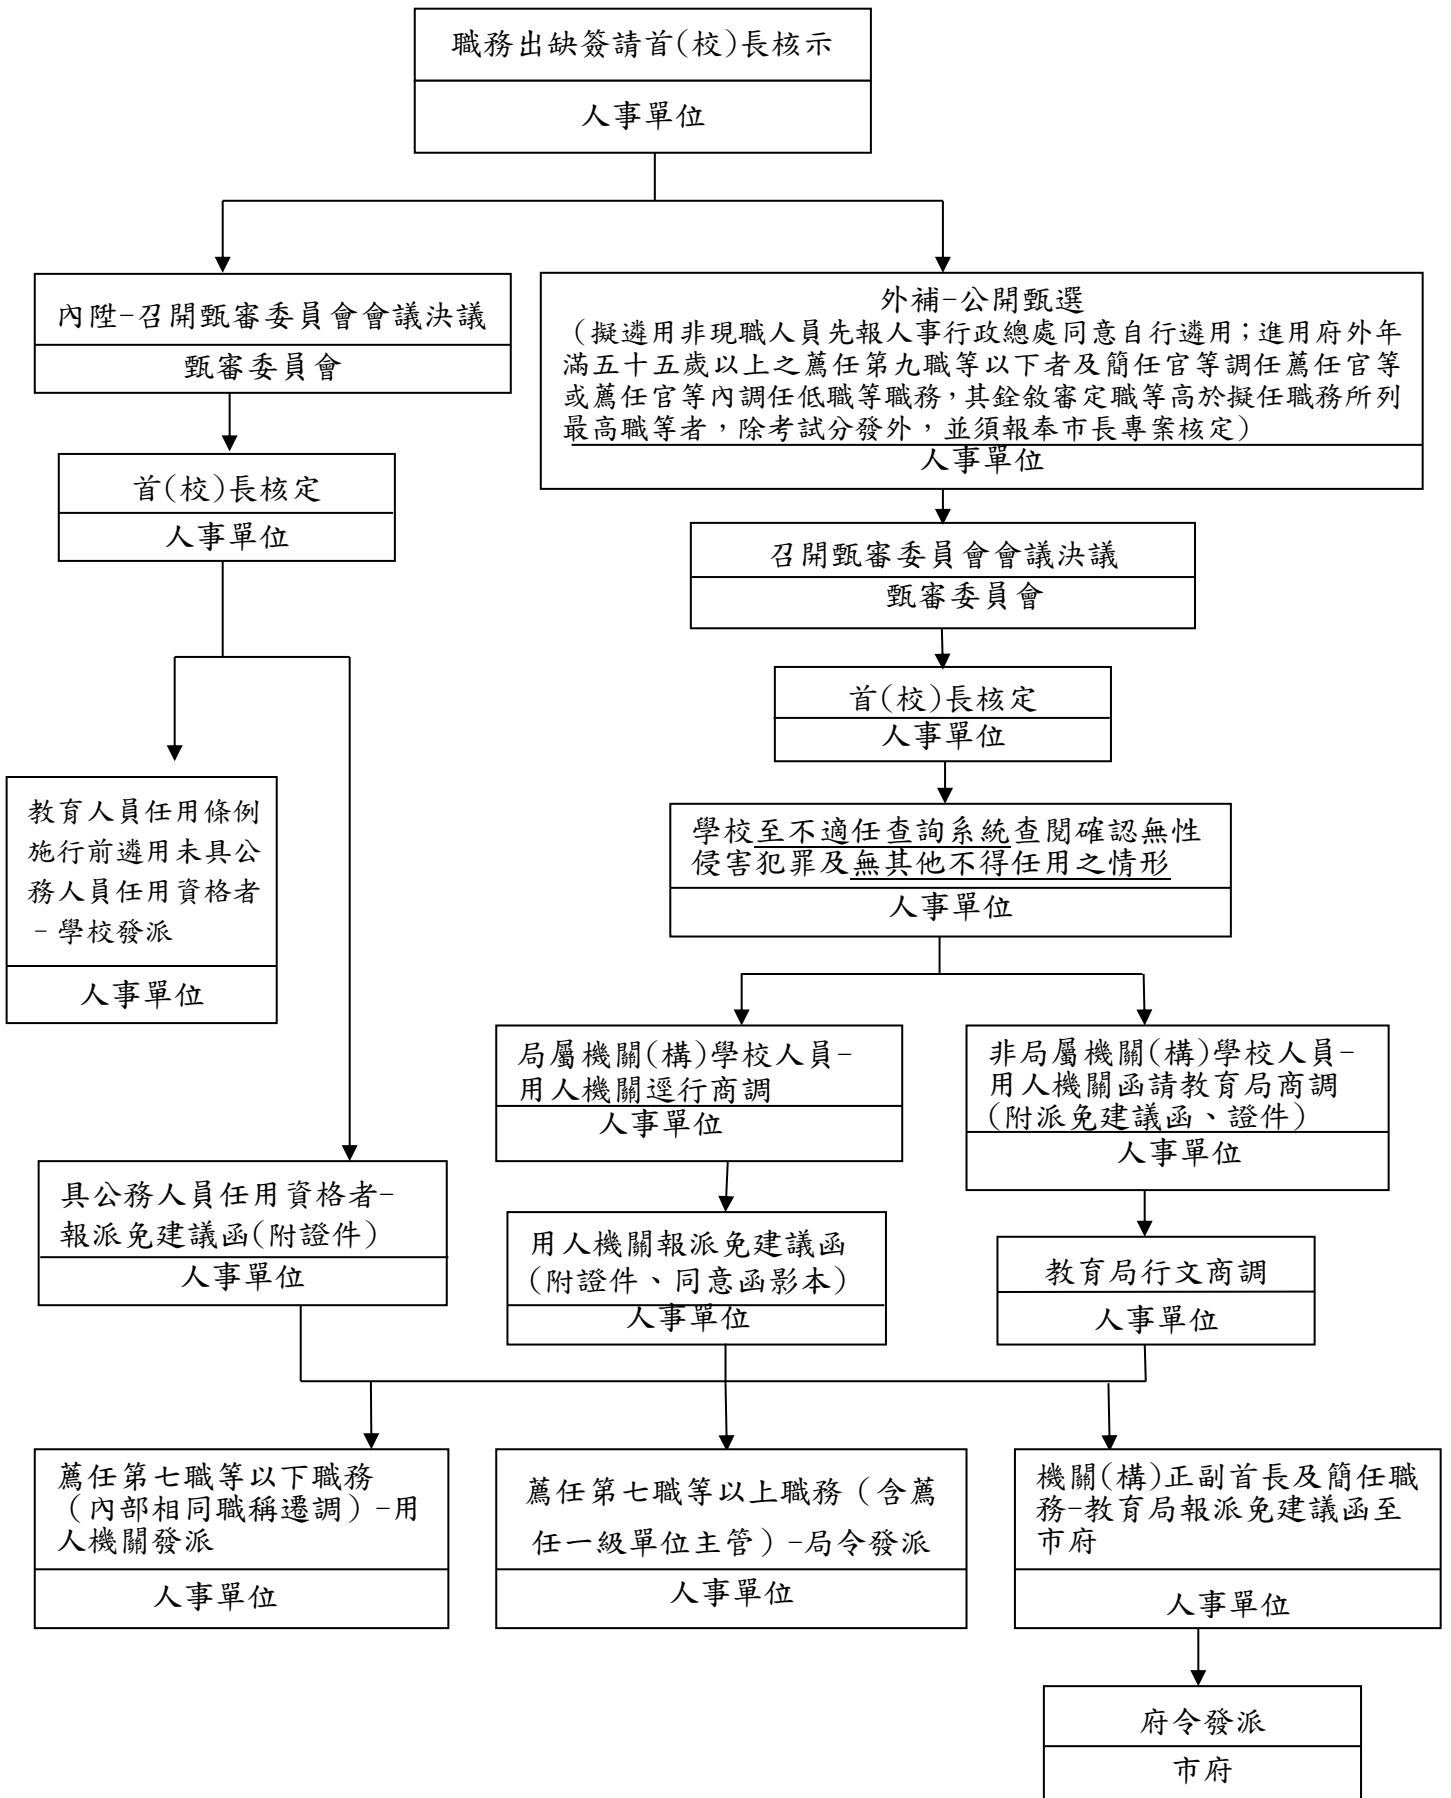 職務出缺簽請首(校)長核示
人事單位
內陞-召開甄審委員會會議決議
甄審委員會
首(校)長核定
人事單位
外補-公開甄選
（擬遴用非現職人員先報人事行政總處同意自行遴用；進用府外年
滿五十五歲以上之薦任第九職等以下者及簡任官等調任薦任官等
或薦任官等內調任低職等職務，其銓敘審定職等高於擬任職務所列
最高職等者，除考試分發外，並須報奉市長專案核定）
人事單位
召開甄審委員會會議決議
甄審委員會
首(校)長核定
人事單位
學校至不適任查詢系統查閱確認無性
侵害犯罪及無其他不得任用之情形
人事單位
教育人員任用條例
施行前遴用未具公
務人員任用資格者
-學校發派
人事單位
局屬機關(構)學校人員-
用人機關逕行商調
人事單位
非局屬機關(構)學校人員-
用人機關函請教育局商調
(附派免建議函、證件)
人事單位
具公務人員任用資格者-
報派免建議函(附證件)
人事單位
用人機關報派免建議函
(附證件、同意函影本)
人事單位
教育局行文商調
人事單位
薦任第七職等以下職務
（內部相同職稱遷調）-用
人機關發派
人事單位
薦任第七職等以上職務（含薦
任一級單位主管）-局令發派
人事單位
機關(構)正副首長及簡任職
務-教育局報派免建議函至
市府
人事單位
府令發派
市府